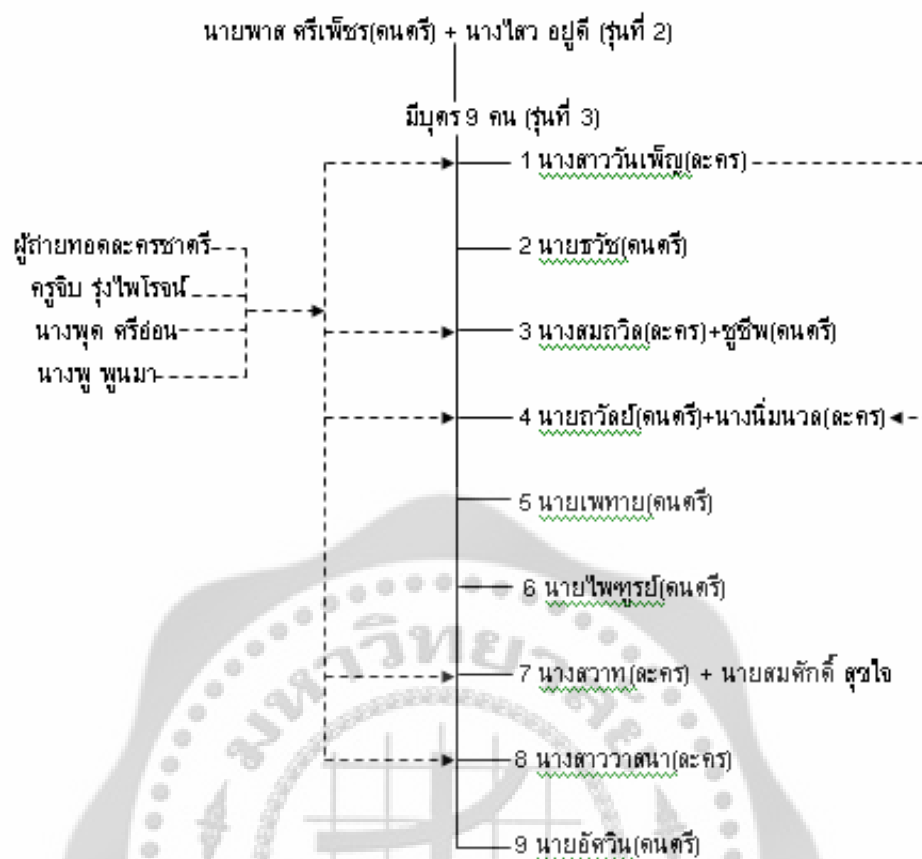 นายพาส ศรีเพ็ชร(ดนตรี) + นางไสว อยู่ดี (รุ่นที่ 2)
มีบุตร 9 คน (รุ่นที่ 3)
1 นางสาววันเพ็ญ(ละคร)
2 นายธวัช(ดนตรี)
ผู้ถ่ายทอดละครชาตรี
ครูจิบ รุ่งไพโรจน์
นางพุด ศรีอ่อน
นางพู พูนมา
3 นางสมถวิล(ละคร)+ชูชีพ(ดนตรี)
4 นายถวัลย์(ดนตรี)+นางนิ่มนวล(ละคร)
5 นายเพทาย(ดนตรี)
6 นายไพฑูรย์(ดนตรี)
7 นางสวาท(ละคร) + นายสมศักดิ์ สุขใจ
8 นางสาววาสนา(ละคร)
9 นายอัศวิน(ดนตรี)
มหาวิทยาลัย